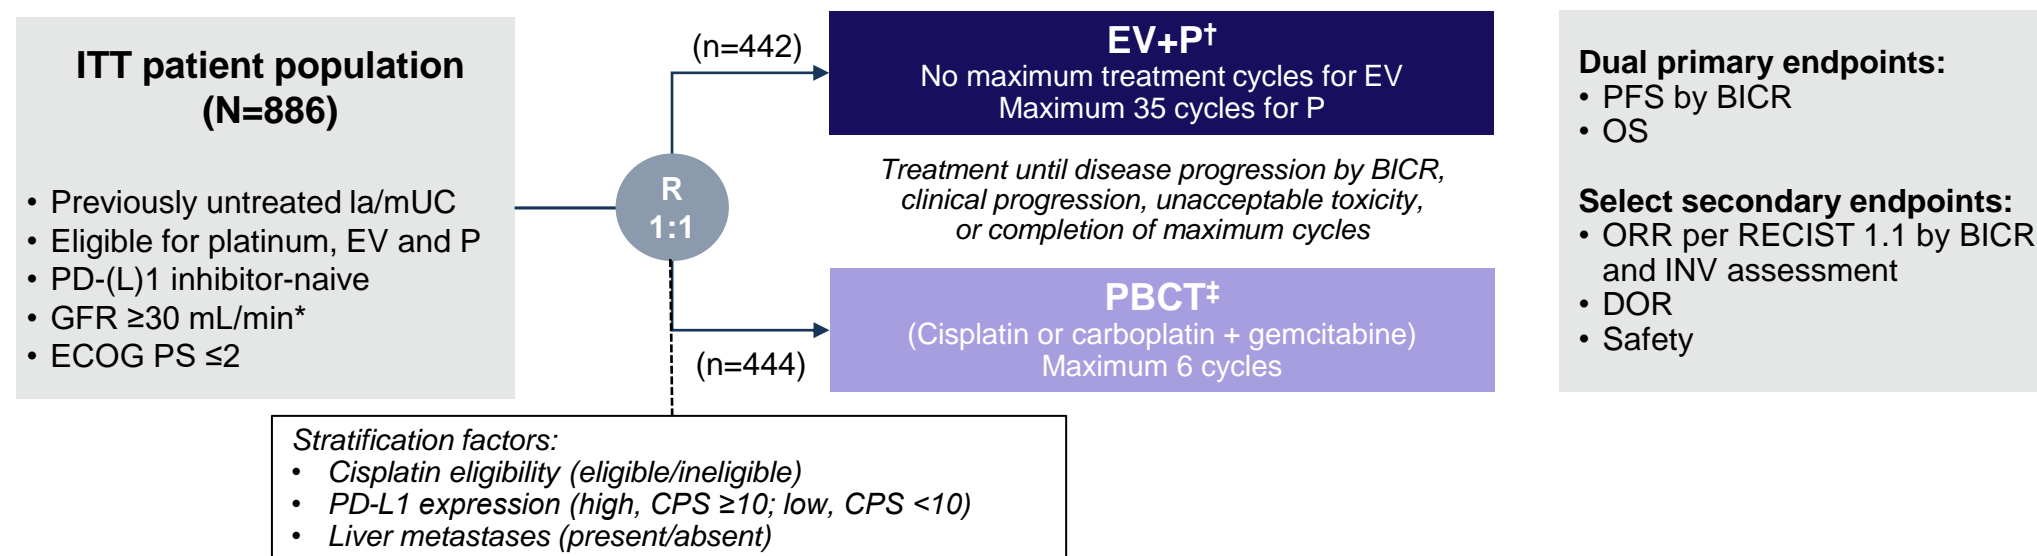 ITT patient population
(N=886)
• Previously untreated la/mUC
• Eligible for platinum, EV and P
• PD-(L)1 inhibitor-naive
• GFR ≥30 mL/min*
• ECOG PS ≤2
R
1:1
(n=442)
EV+P†
No maximum treatment cycles for EV
Maximum 35 cycles for P
Treatment until disease progression by BICR,
clinical progression, unacceptable toxicity,
or completion of maximum cycles
(n=444)
PBCT‡
(Cisplatin or carboplatin + gemcitabine)
Maximum 6 cycles
Stratification factors:
• Cisplatin eligibility (eligible/ineligible)
• PD-L1 expression (high, CPS ≥10; low, CPS <10)
• Liver metastases (present/absent)
Dual primary endpoints:
• PFS by BICR
• OS
Select secondary endpoints:
• ORR per RECIST 1.1 by BICR
and INV assessment
• DOR
• Safety